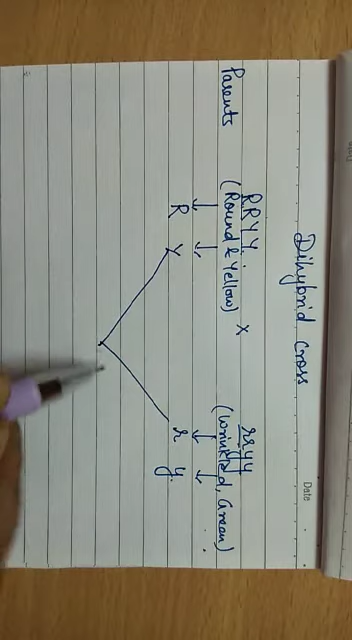 Date
Dihybrid Cross
Parents RRYY × rryy
(Round & Yellow) (Wrinkled, Green)
R Y r y